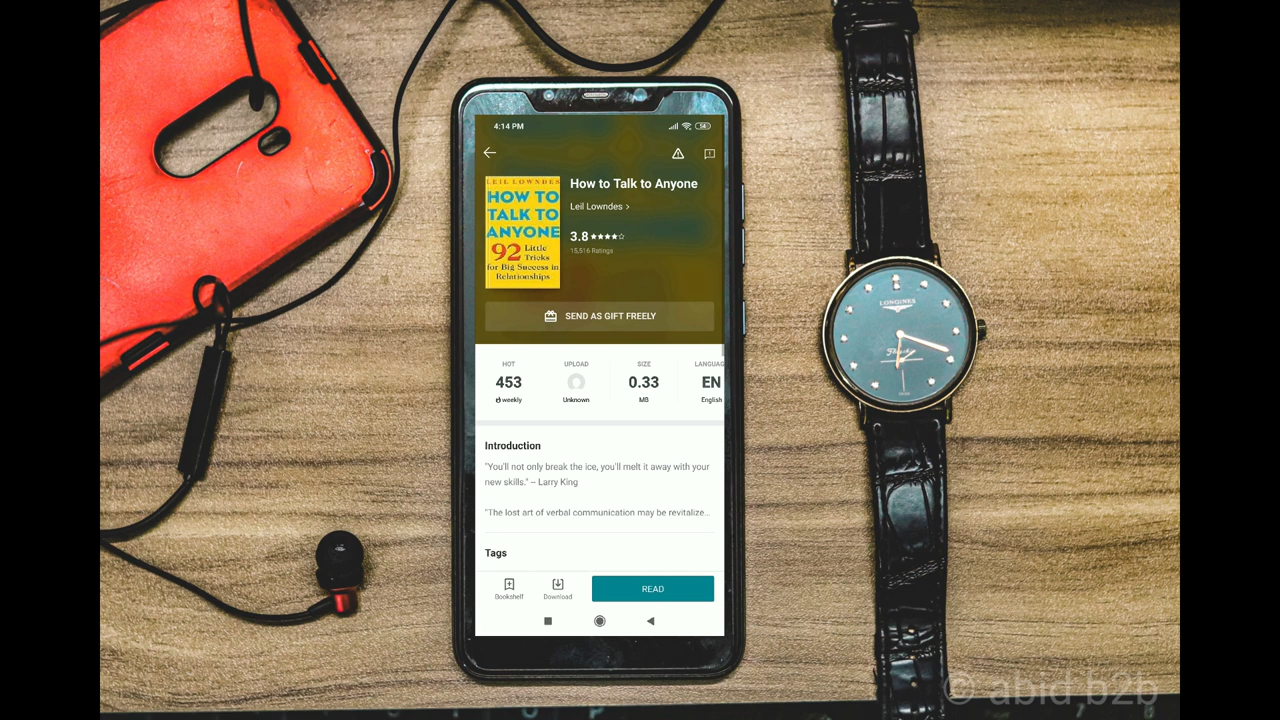 4:14 PM
56
LEIL LOWNDES
HOW TO
TALK TO
ANYONE
92 Little
Tricks
for Big Success in
Relationships
How to Talk to Anyone
Leil Lowndes >
3.8 ★★★★☆
15,516 Ratings
SEND AS GIFT FREELY
HOT
453
weekly
UPLOAD
Unknown
SIZE
0.33
MB
LANGUAG
EN
English
Introduction
"You'll not only break the ice, you'll melt it away with your
new skills." – Larry King
"The lost art of verbal communication may be revitalize...
Tags
Bookshelf
Download
READ
LONGINES
© abid.b2b